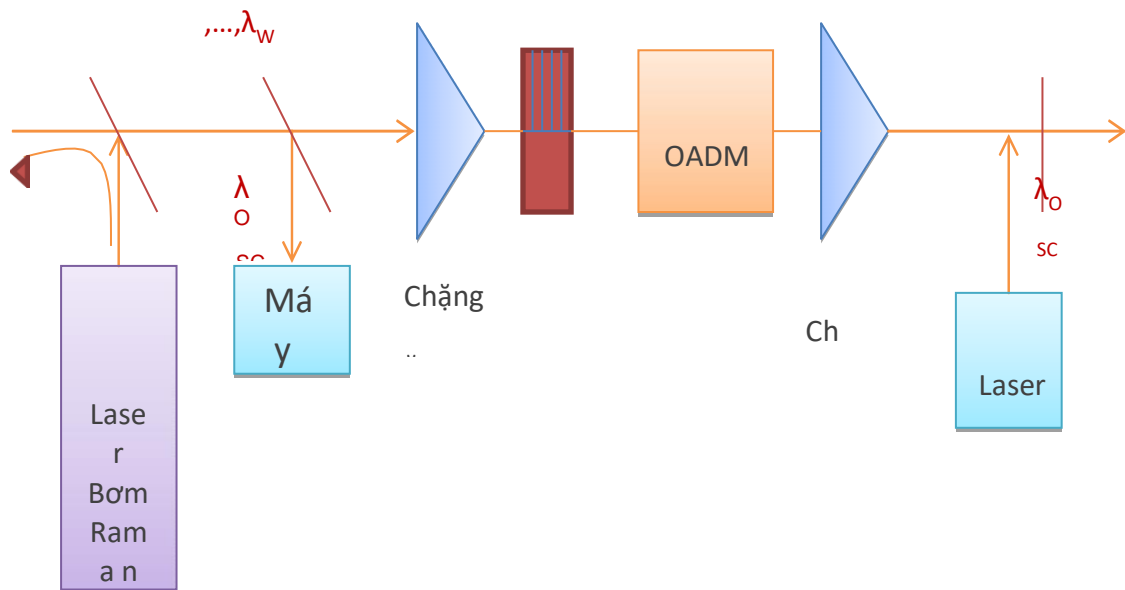 ,...,λW
OADM
λ
O
SC
λO
SC
Má
y
Chặng
..
Ch
Laser
Lase
r
Bơm
Ram
a n